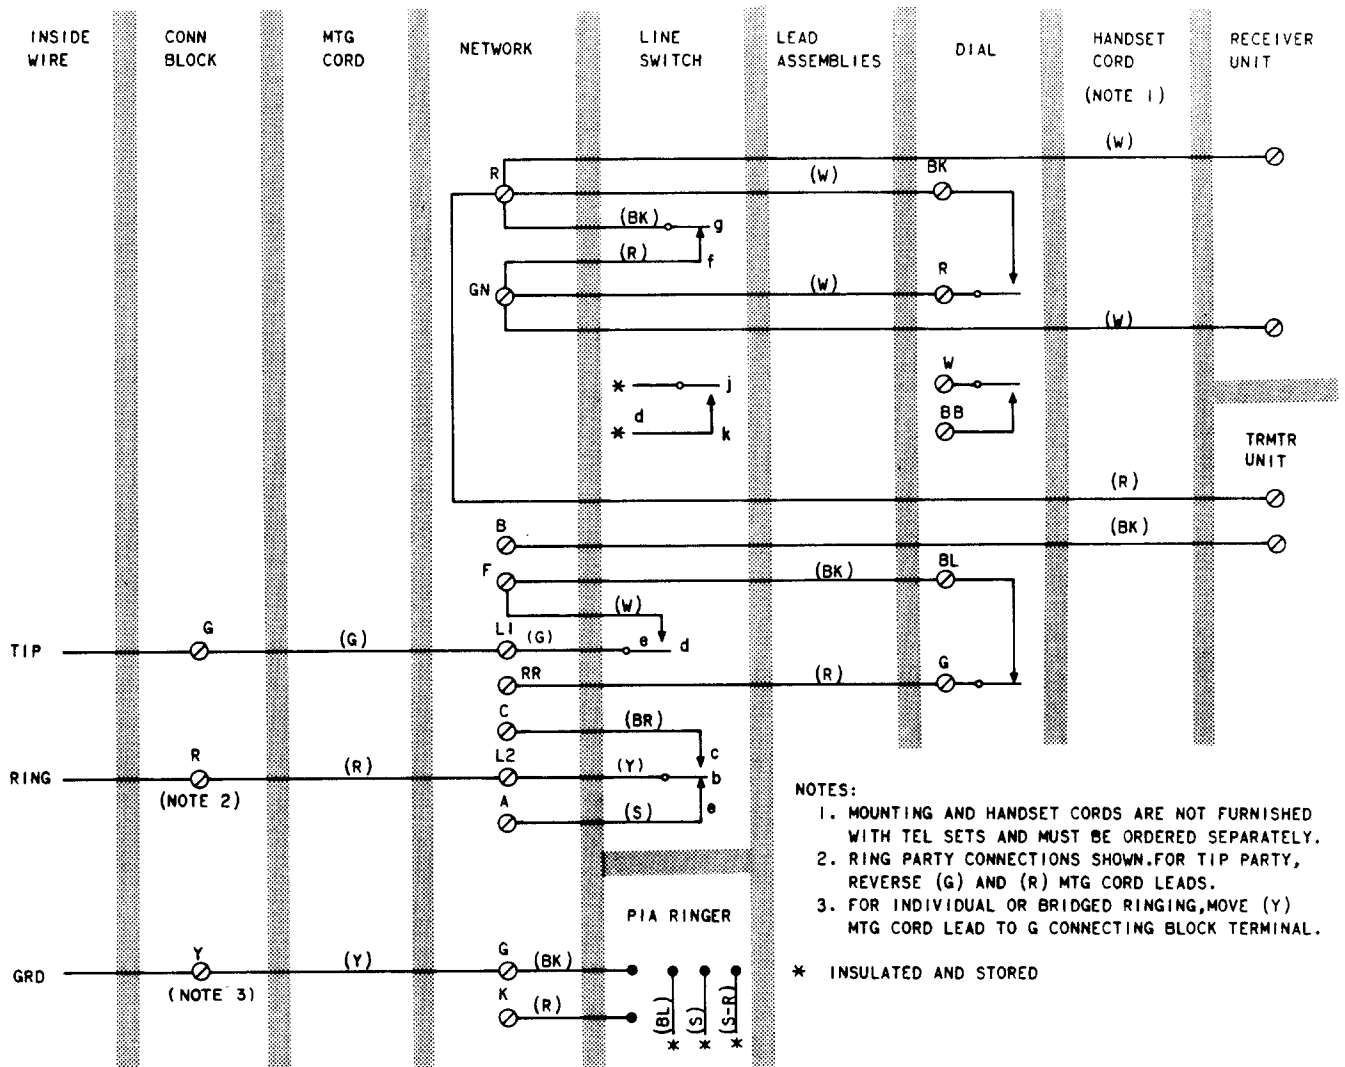 INSIDE WIRE
CONN BLOCK
MTG CORD
NETWORK
LINE SWITCH
LEAD ASSEMBLIES
DIAL
HANDSET CORD (NOTE 1)
RECEIVER UNIT
(W)
R
(W)
BK
(BK)
g
(R)
f
GN
(W)
R
(W)
* j
W
* d k
BB
TRMTR UNIT
(R)
B
(BK)
F
(BK)
BL
(W)
TIP
G
(G)
L1
(G)
e
d
RR
(R)
G
C
(BR)
c
RING
R
(NOTE 2)
(R)
L2
(Y)
b
A
(S)
e
NOTES:
1. MOUNTING AND HANDSET CORDS ARE NOT FURNISHED
WITH TEL SETS AND MUST BE ORDERED SEPARATELY.
2. RING PARTY CONNECTIONS SHOWN.FOR TIP PARTY,
REVERSE (G) AND (R) MTG CORD LEADS.
3. FOR INDIVIDUAL OR BRIDGED RINGING,MOVE (Y)
MTG CORD LEAD TO G CONNECTING BLOCK TERMINAL.
* INSULATED AND STORED
PIA RINGER
GRD
Y
(NOTE 3)
(Y)
G
(BK)
K
(R)
(BL) *
(S) *
(S-R) *